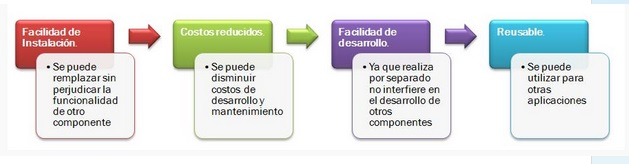 Facilidad de
Instalación.
• Se puede
remplazar sin
perjudicar la
funcionalidad
de otro
componente
Costos reducidos.
• Se puede
disminuir
costos de
desarrollo y
mantenimiento
Facilidad de
desarrollo.
• Ya que realiza
por separado
no interfiere en
el desarrollo de
otros
componentes
Reusable.
• Se puede
utilizar para
otras
aplicaciones